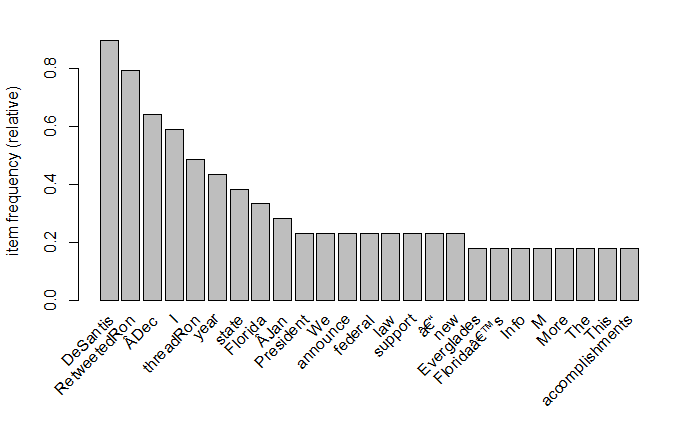 item frequency (relative)
0.0
0.2
0.4
0.6
0.8
DeSantis
RetweetedRon
ÂDec
I
threadRon
year
state
Florida
ÂJan
President
We
announce
federal
law
support
â€“
new
Everglades
Floridaâ€™s
Info
M
More
The
This
accomplishments